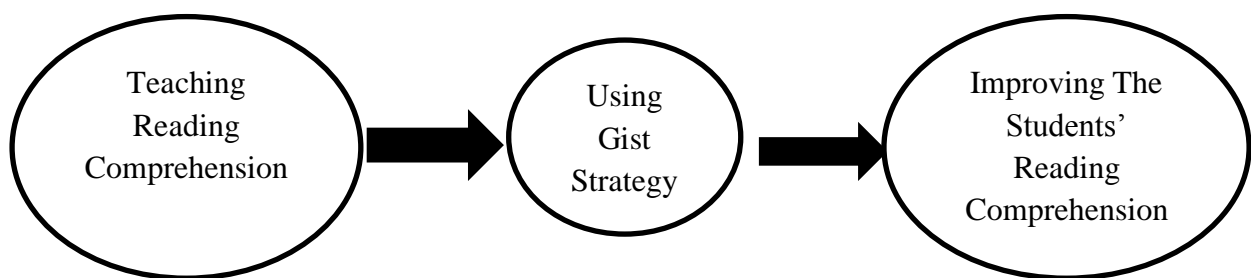 Teaching
Reading
Comprehension
Using
Gist
Strategy
Improving The
Students’
Reading
Comprehension